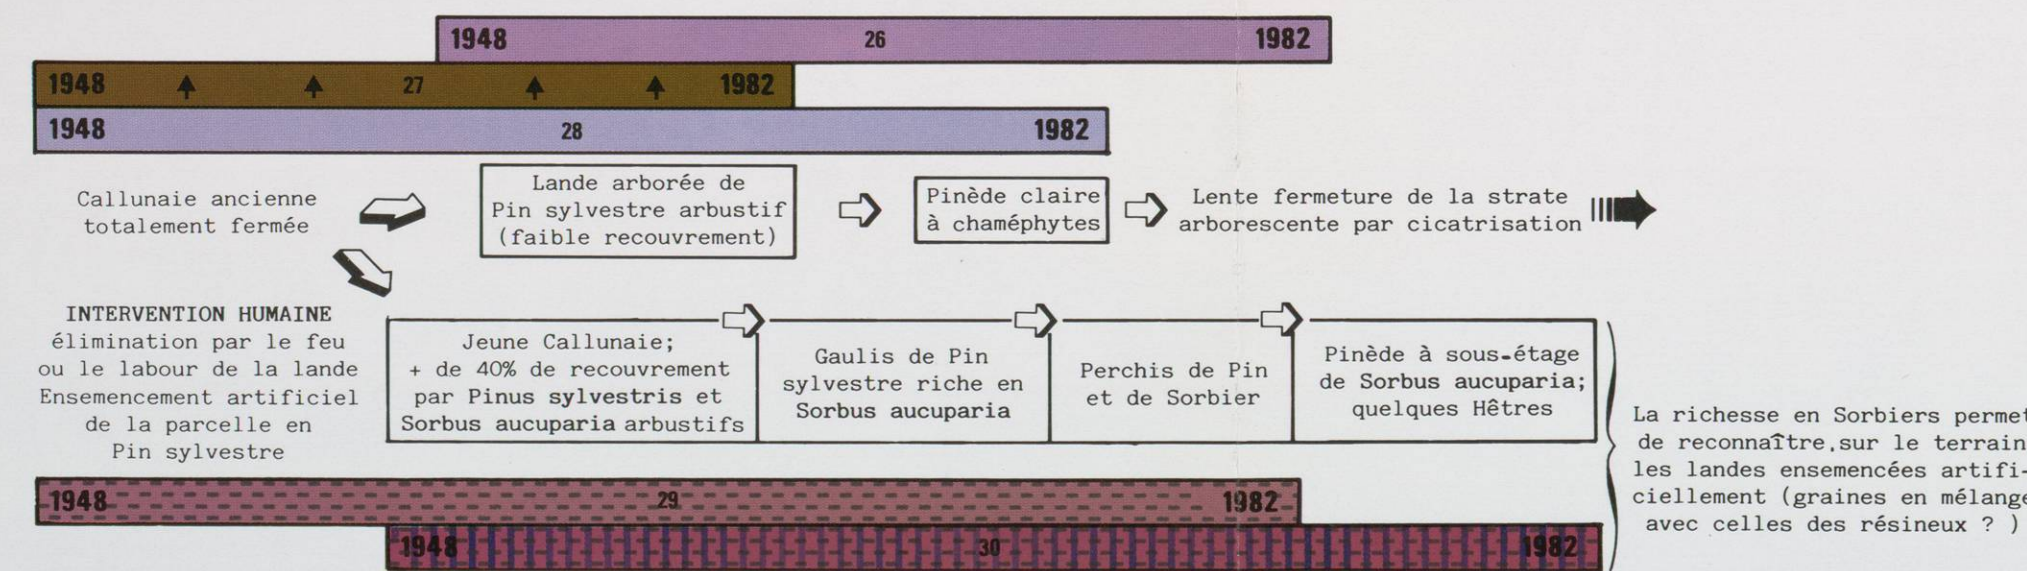 1948 26 1982
1948 27 1982
1948 28 1982
Callunaie ancienne
totalement fermée
Lande arborée de
Pin sylvestre arbustif
(faible recouvrement)
Pinède claire
à chaméphytes
Lente fermeture de la strate
arborescente par cicatrisation
INTERVENTION HUMAINE
élimination par le feu
ou le labour de la lande
Ensemencement artificiel
de la parcelle en
Pin sylvestre
Jeune Callunaie;
+ de 40% de recouvrement
par Pinus sylvestris et
Sorbus aucuparia arbustifs
Gaulis de Pin
sylvestre riche en
Sorbus aucuparia
Perchis de Pin
et de Sorbier
Pinède à sous-étage
de Sorbus aucuparia;
quelques Hêtres
La richesse en Sorbiers permet
de reconnaître,sur le terrain
les landes ensemencées artifi-
ciellement (graines en mélange
avec celles des résineux ? )
1948 29 1982
1948 30 1982